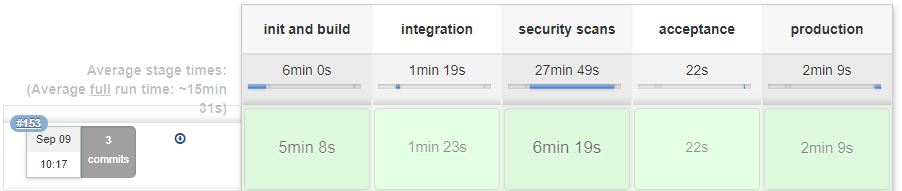 init and build integration security scans acceptance production
Average stage times: 6min 0s 1min 19s 27min 49s 22s 2min 9s
(Average full run time: ~15min
31s)
#153
Sep 09 3
10:17 commits
5min 8s 1min 23s 6min 19s 22s 2min 9s